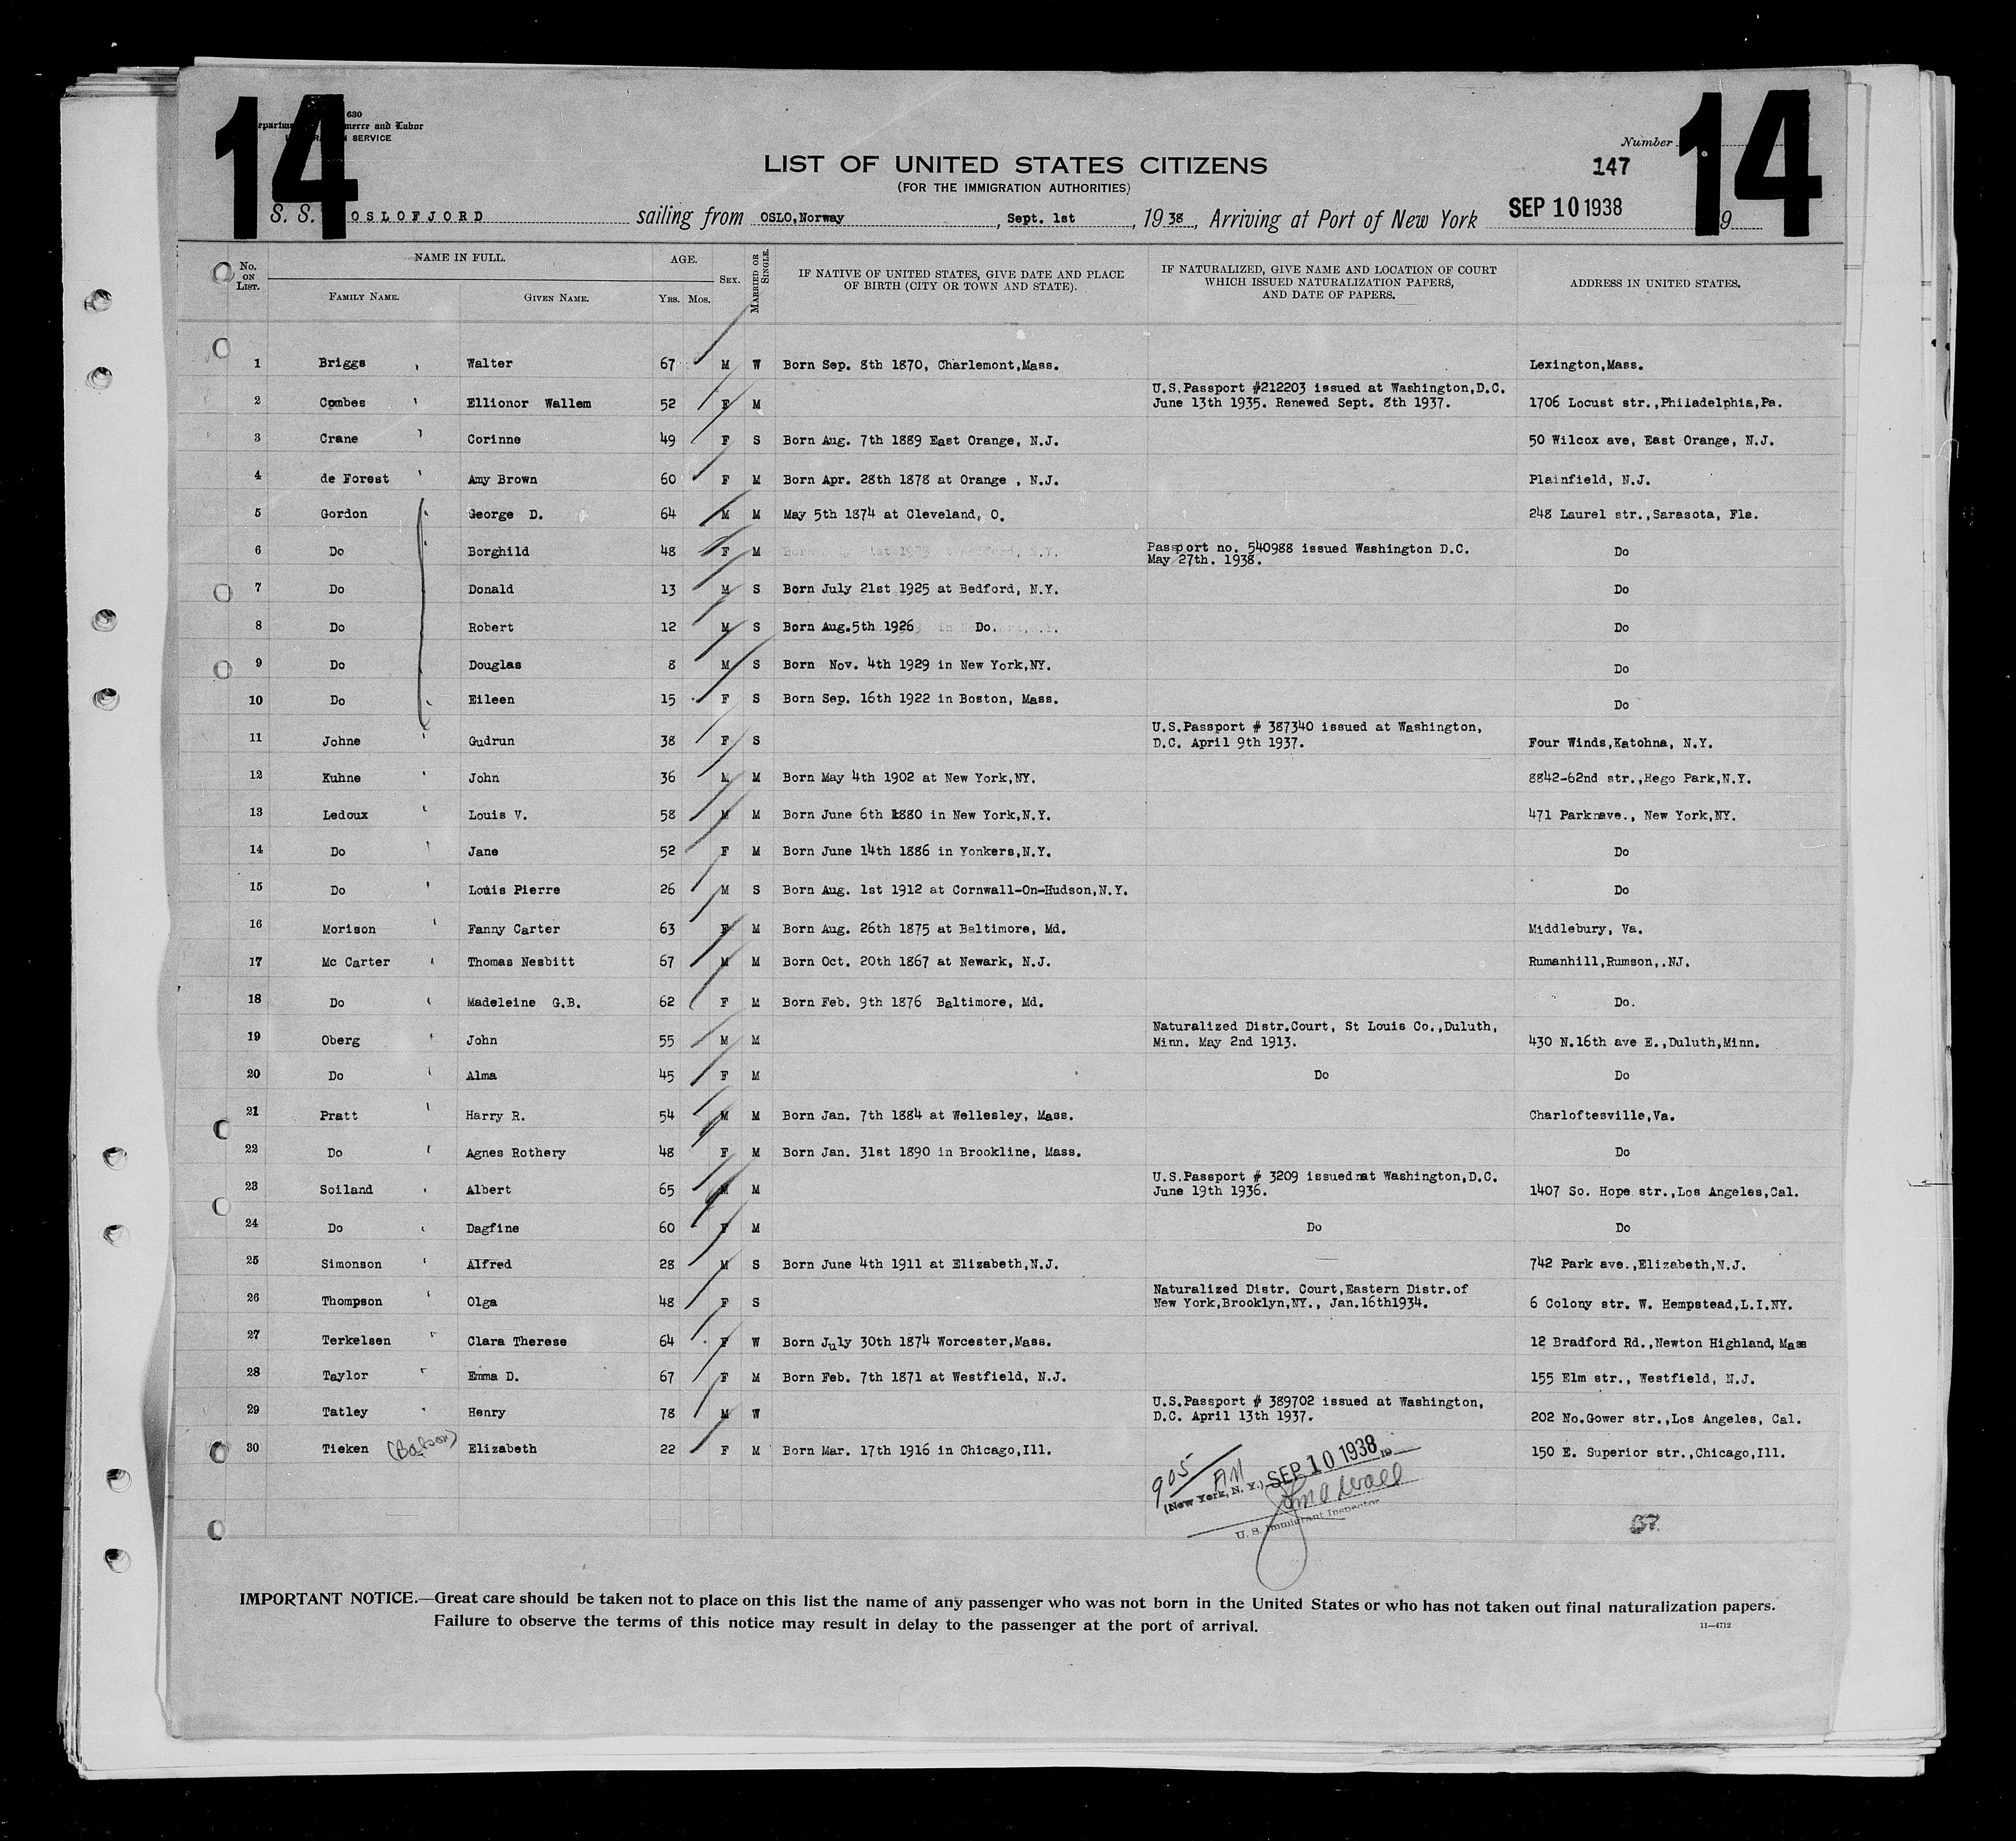 14
14
630
merce and Labor
SERVICE
Number
LIST OF UNITED STATES CITIZENS
147
(FOR THE IMMIGRATION AUTHORITIES)
S. S. OSLOFJORD sailing from OSLO,Norway, Sept. 1st, 1938, Arriving at Port of New York SEP 10 1938 9
No. ON LIST. NAME IN FULL. FAMILY NAME. GIVEN NAME. AGE. YRS. MOS. SEX. MARRIED OR SINGLE. IF NATIVE OF UNITED STATES, GIVE DATE AND PLACE OF BIRTH (CITY OR TOWN AND STATE). IF NATURALIZED, GIVE NAME AND LOCATION OF COURT WHICH ISSUED NATURALIZATION PAPERS, AND DATE OF PAPERS. ADDRESS IN UNITED STATES.
1 Briggs Walter 67 M W Born Sep. 8th 1870, Charlemont,Mass. Lexington,Mass.
2 Combes Ellionor Wallem 52 F M U.S.Passport #212203 issued at Washington,D.C. June 13th 1935. Renewed Sept. 8th 1937. 1706 Locust str.,Philadelphia,Pa.
3 Crane Corinne 49 F S Born Aug. 7th 1889 East Orange, N.J. 50 Wilcox ave, East Orange, N.J.
4 de Forest Amy Brown 60 F M Born Apr. 28th 1878 at Orange , N.J. Plainfield, N.J.
5 Gordon George D. 64 M M May 5th 1874 at Cleveland, O. 248 Laurel str.,Sarasota, Fla.
6 Do Borghild 48 F M Passport no. 540988 issued Washington D.C. May 27th. 1938. Do
7 Do Donald 13 M S Born July 21st 1925 at Bedford, N.Y. Do
8 Do Robert 12 M S Born Aug.5th 1926 Do. Do
9 Do Douglas 8 M S Born Nov. 4th 1929 in New York,NY. Do
10 Do Eileen 15 F S Born Sep. 16th 1922 in Boston, Mass. Do
11 Johne Gudrun 38 F S U.S.Passport # 387340 issued at Washington, D.C. April 9th 1937. Four Winds,Katohna, N.Y.
12 Kuhne John 36 M M Born May 4th 1902 at New York,NY. 8842-62nd str.,Rego Park,N.Y.
13 Ledoux Louis V. 58 M M Born June 6th 1880 in New York,N.Y. 471 Park ave., New York,NY.
14 Do Jane 52 F M Born June 14th 1886 in Yonkers,N.Y. Do
15 Do Louis Pierre 26 M S Born Aug. 1st 1912 at Cornwall-On-Hudson,N.Y. Do
16 Morison Fanny Carter 63 F M Born Aug. 26th 1875 at Baltimore, Md. Middlebury, Va.
17 Mc Carter Thomas Nesbitt 67 M M Born Oct. 20th 1867 at Newark, N.J. Rumanhill,Rumson,.NJ.
18 Do Madeleine G.B. 62 F M Born Feb. 9th 1876 Baltimore, Md. Do.
19 Oberg John 55 M M Naturalized Distr.Court, St Louis Co.,Duluth, Minn. May 2nd 1913. 430 N.16th ave E.,Duluth,Minn.
20 Do Alma 45 F M Do Do
21 Pratt Harry R. 54 M M Born Jan. 7th 1884 at Wellesley, Mass. Charloftesville,Va.
22 Do Agnes Rothery 48 F M Born Jan. 31st 1890 in Brookline, Mass. Do
23 Soiland Albert 65 M M U.S.Passport # 3209 issued at Washington,D.C. June 19th 1936. 1407 So. Hope str.,Los Angeles,Cal.
24 Do Dagfine 60 F M Do Do
25 Simonson Alfred 28 M S Born June 4th 1911 at Elizabeth,N.J. 742 Park ave.,Elizabeth,N.J.
26 Thompson Olga 48 F S Naturalized Distr. Court,Eastern Distr.of New York,Brooklyn,NY., Jan.16th1934. 6 Colony str. W. Hempstead,L.I.NY.
27 Terkelsen Clara Therese 64 F W Born July 30th 1874 Worcester,Mass. 12 Bradford Rd.,Newton Highland, Mass
28 Taylor Emma D. 67 F M Born Feb. 7th 1871 at Westfield, N.J. 155 Elm str., Westfield, N.J.
29 Tatley Henry 78 M W U.S.Passport # 389702 issued at Washington, D.C. April 13th 1937. 202 No.Gower str.,Los Angeles, Cal.
30 Tieken Elizabeth 22 F M Born Mar. 17th 1916 in Chicago,Ill. 150 E. Superior str.,Chicago,Ill.
905 AM
(New York, N. Y.) SEP 10 1938 19
U. S. Immigrant Inspector
IMPORTANT NOTICE.—Great care should be taken not to place on this list the name of any passenger who was not born in the United States or who has not taken out final naturalization papers.
Failure to observe the terms of this notice may result in delay to the passenger at the port of arrival.
11—4712